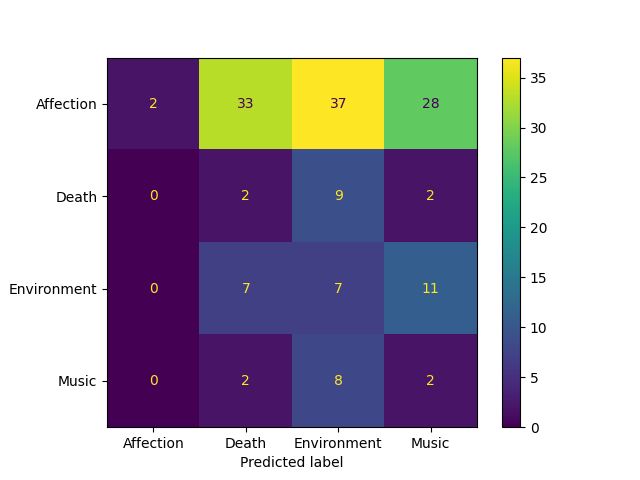 Affection 2 33 37 28
Death 0 2 9 2
Environment 0 7 7 11
Music 0 2 8 2
Affection Death Environment Music
Predicted label
35
30
25
20
15
10
5
0